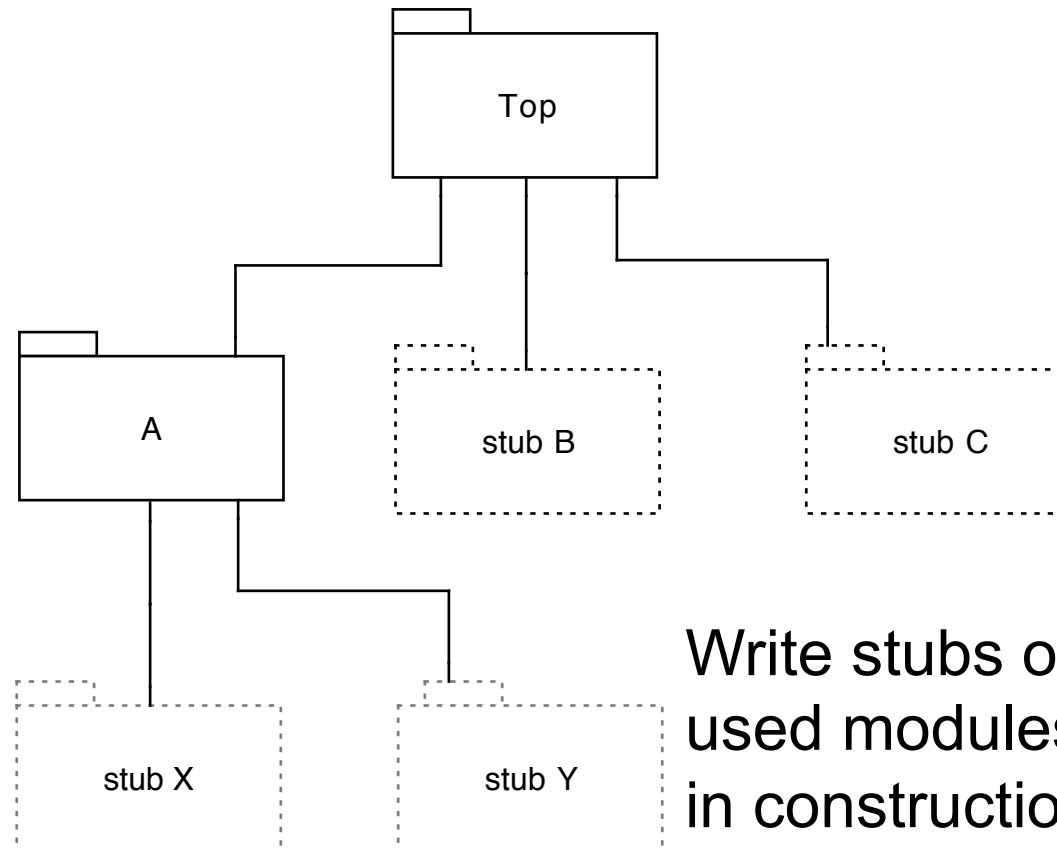 Top
A
stub B
stub C
Write stubs o
used modules
in constructio
stub X
stub Y